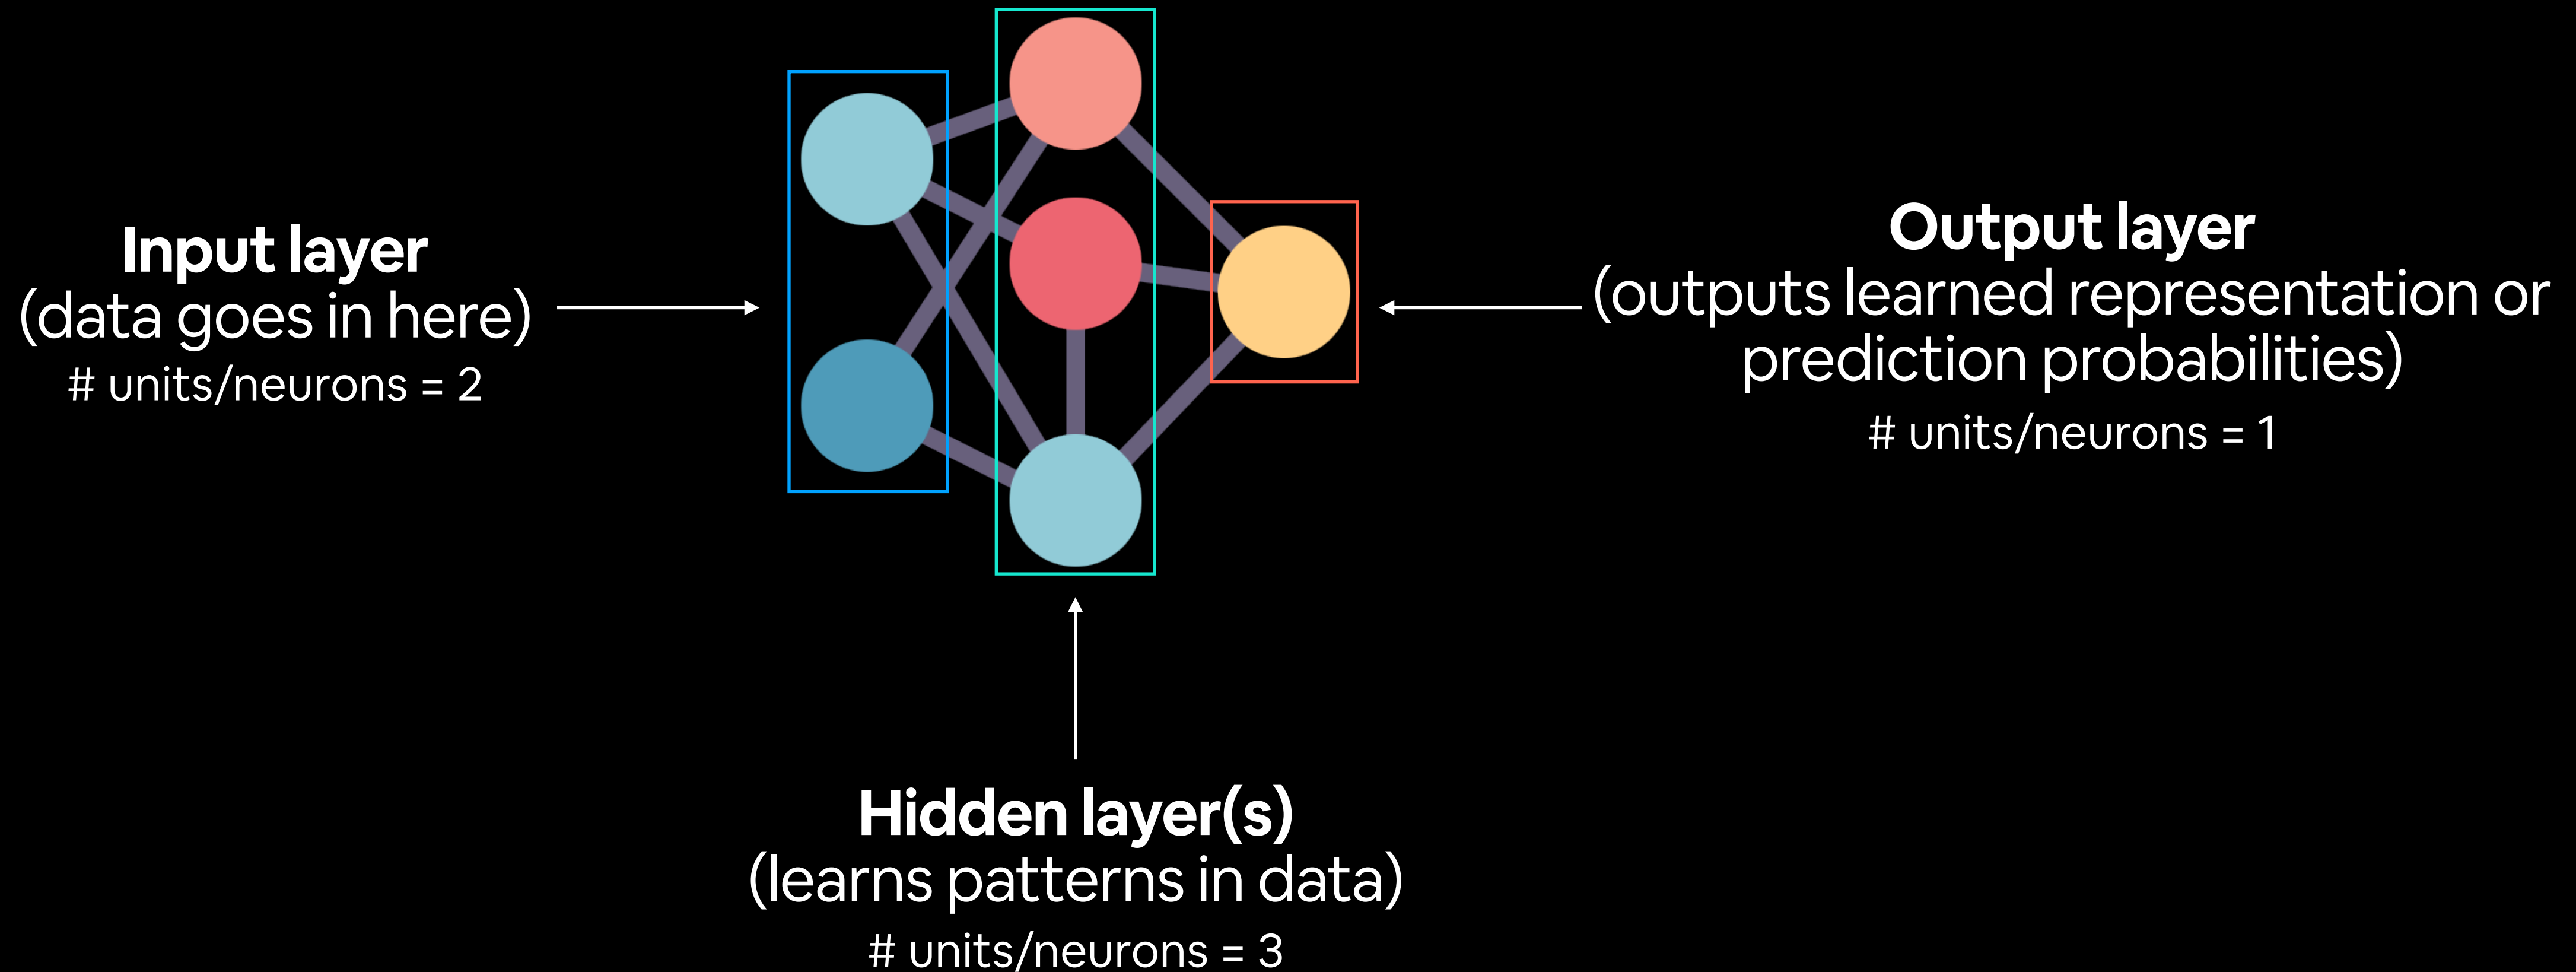 Input layer
(data goes in here)
# units/neurons = 2
Output layer
(outputs learned representation or
prediction probabilities)
# units/neurons = 1
Hidden layer(s)
(learns patterns in data)
# units/neurons = 3